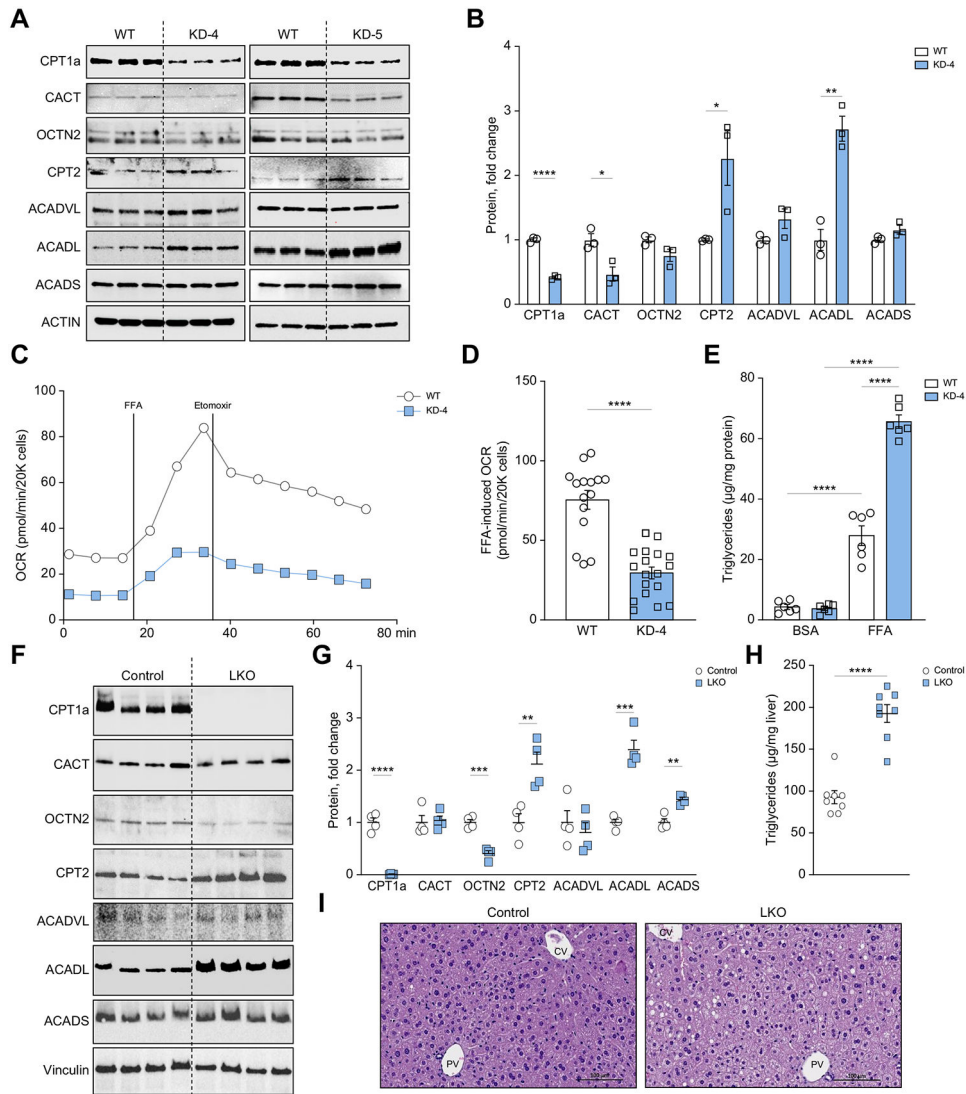 A
WT KD-4 WT KD-5
CPT1a
CACT
OCTN2
CPT2
ACADVL
ACADL
ACADS
ACTIN
B
WT
KD-4
Protein, fold change
4
3
2
1
0
**** * * **
CPT1a CACT OCTN2 CPT2 ACADVL ACADL ACADS
C
OCR (pmol/min/20K cells)
100
80
60
40
20
0
FFA Etomoxir
WT
KD-4
0 20 40 60 80 min
D
FFA-induced OCR
(pmol/min/20K cells)
150
100
50
0
****
WT KD-4
E
Triglycerides (µg/mg protein)
80
60
40
20
0
****
****
****
WT
KD-4
BSA FFA
F
Control LKO
CPT1a
CACT
OCTN2
CPT2
ACADVL
ACADL
ACADS
Vinculin
G
Control
LKO
Protein, fold change
4
3
2
1
0
**** *** ** *** **
CPT1a CACT OCTN2 CPT2 ACADVL ACADL ACADS
H
Control
LKO
Triglycerides (µg/mg liver)
250
200
150
100
50
0
****
I
Control LKO
CV CV
PV PV
100 µm 100 µm